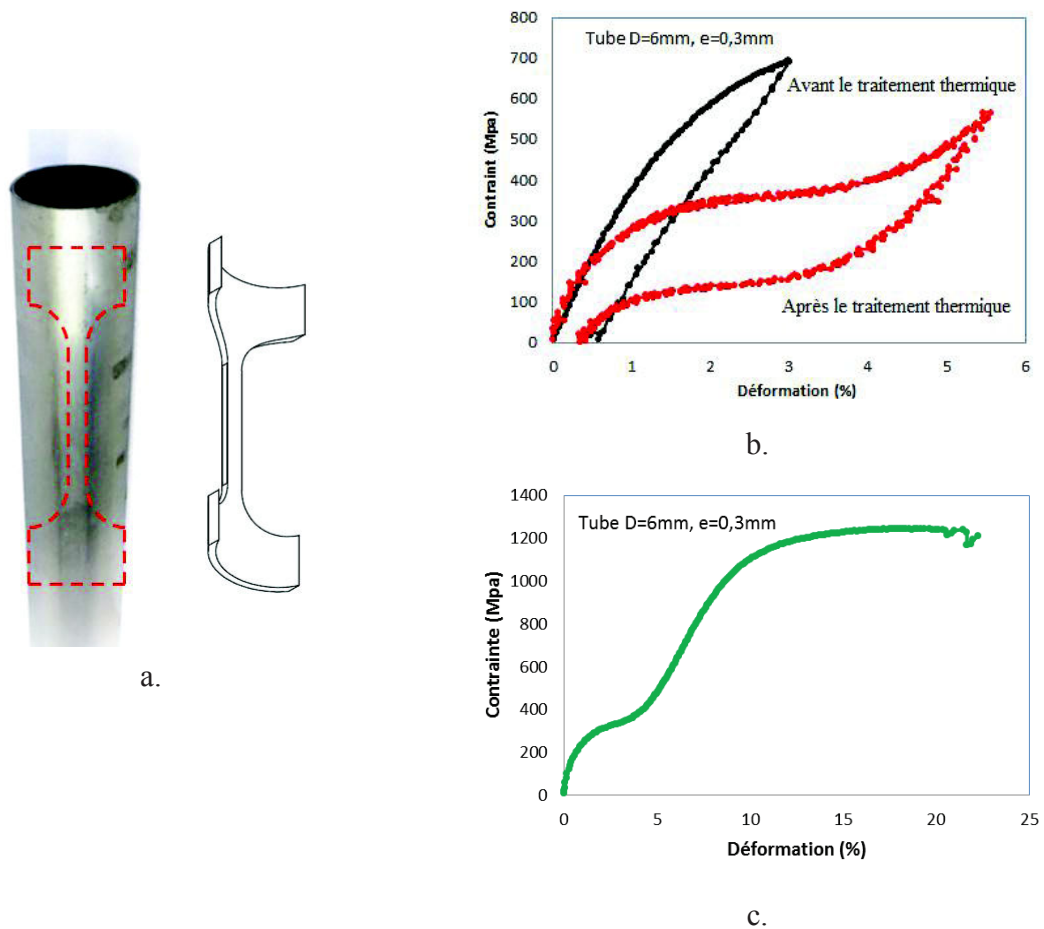 a.
800
700
600
500
400
300
200
100
0
Contraint (Mpa)
Tube D=6mm, e=0,3mm
Avant le traitement thermique
Après le traitement thermique
0 1 2 3 4 5 6
Déformation (%)
b.
1400
1200
1000
800
600
400
200
0
Contrainte (Mpa)
Tube D=6mm, e=0,3mm
0 5 10 15 20 25
Déformation (%)
c.